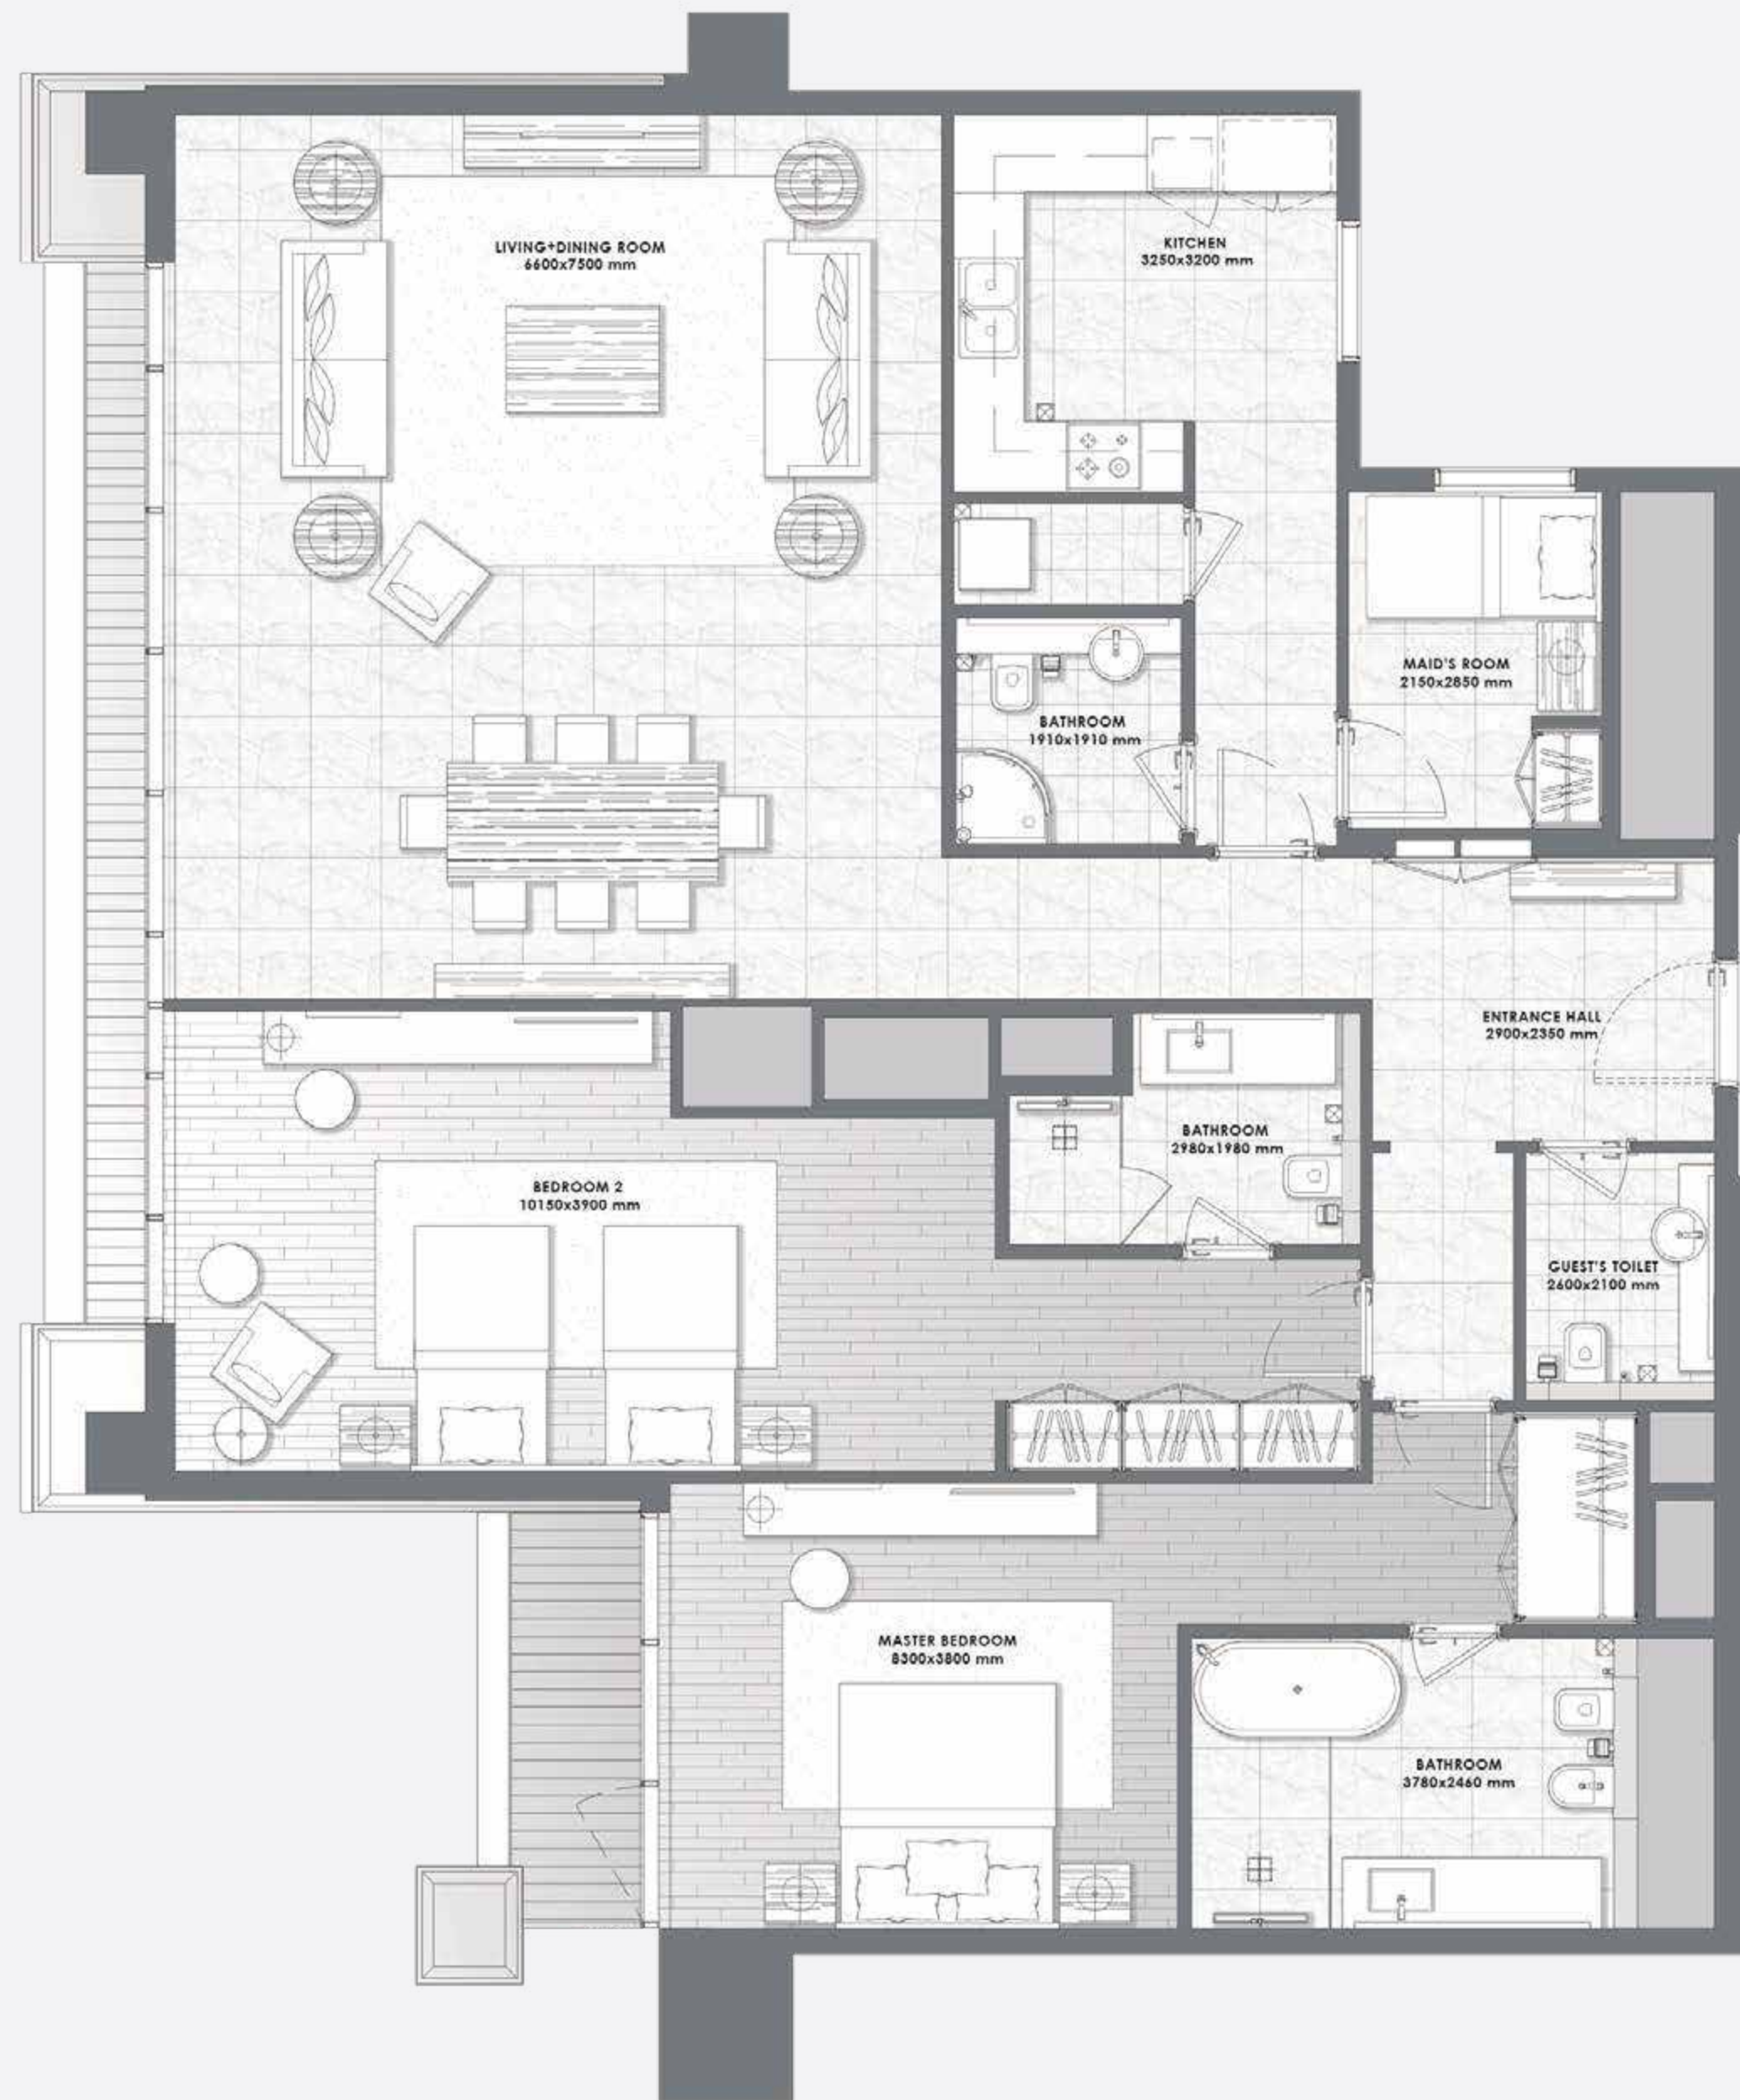 LIVING+DINING ROOM
6600x7500 mm
KITCHEN
3250x3200 mm
MAID'S ROOM
2150x2850 mm
BATHROOM
1910x1910 mm
ENTRANCE HALL
2900x2350 mm
BATHROOM
2980x1980 mm
BEDROOM 2
10150x3900 mm
GUEST'S TOILET
2600x2100 mm
MASTER BEDROOM
8300x3800 mm
BATHROOM
3780x2460 mm